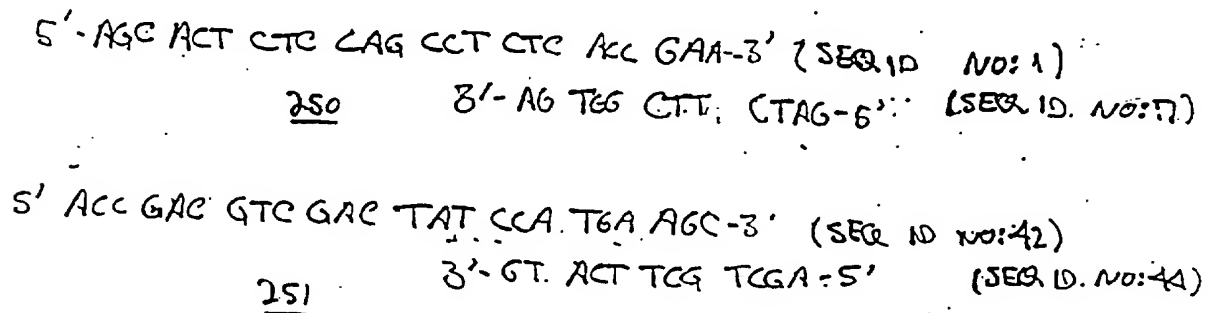 5'-AGC ACT CTC CAG CCT CTC ACC GAA-3' (SEQ ID NO: 1)
250 3'-AG TGG CTT CTAG-5' (SEQ ID. NO:
5' ACC GAC GTC GAC TAT CCA TGA AGC-3' (SEQ ID NO: 42)
251 3'-GT ACT TCG TCGA-5' (SEQ ID. NO: 44)